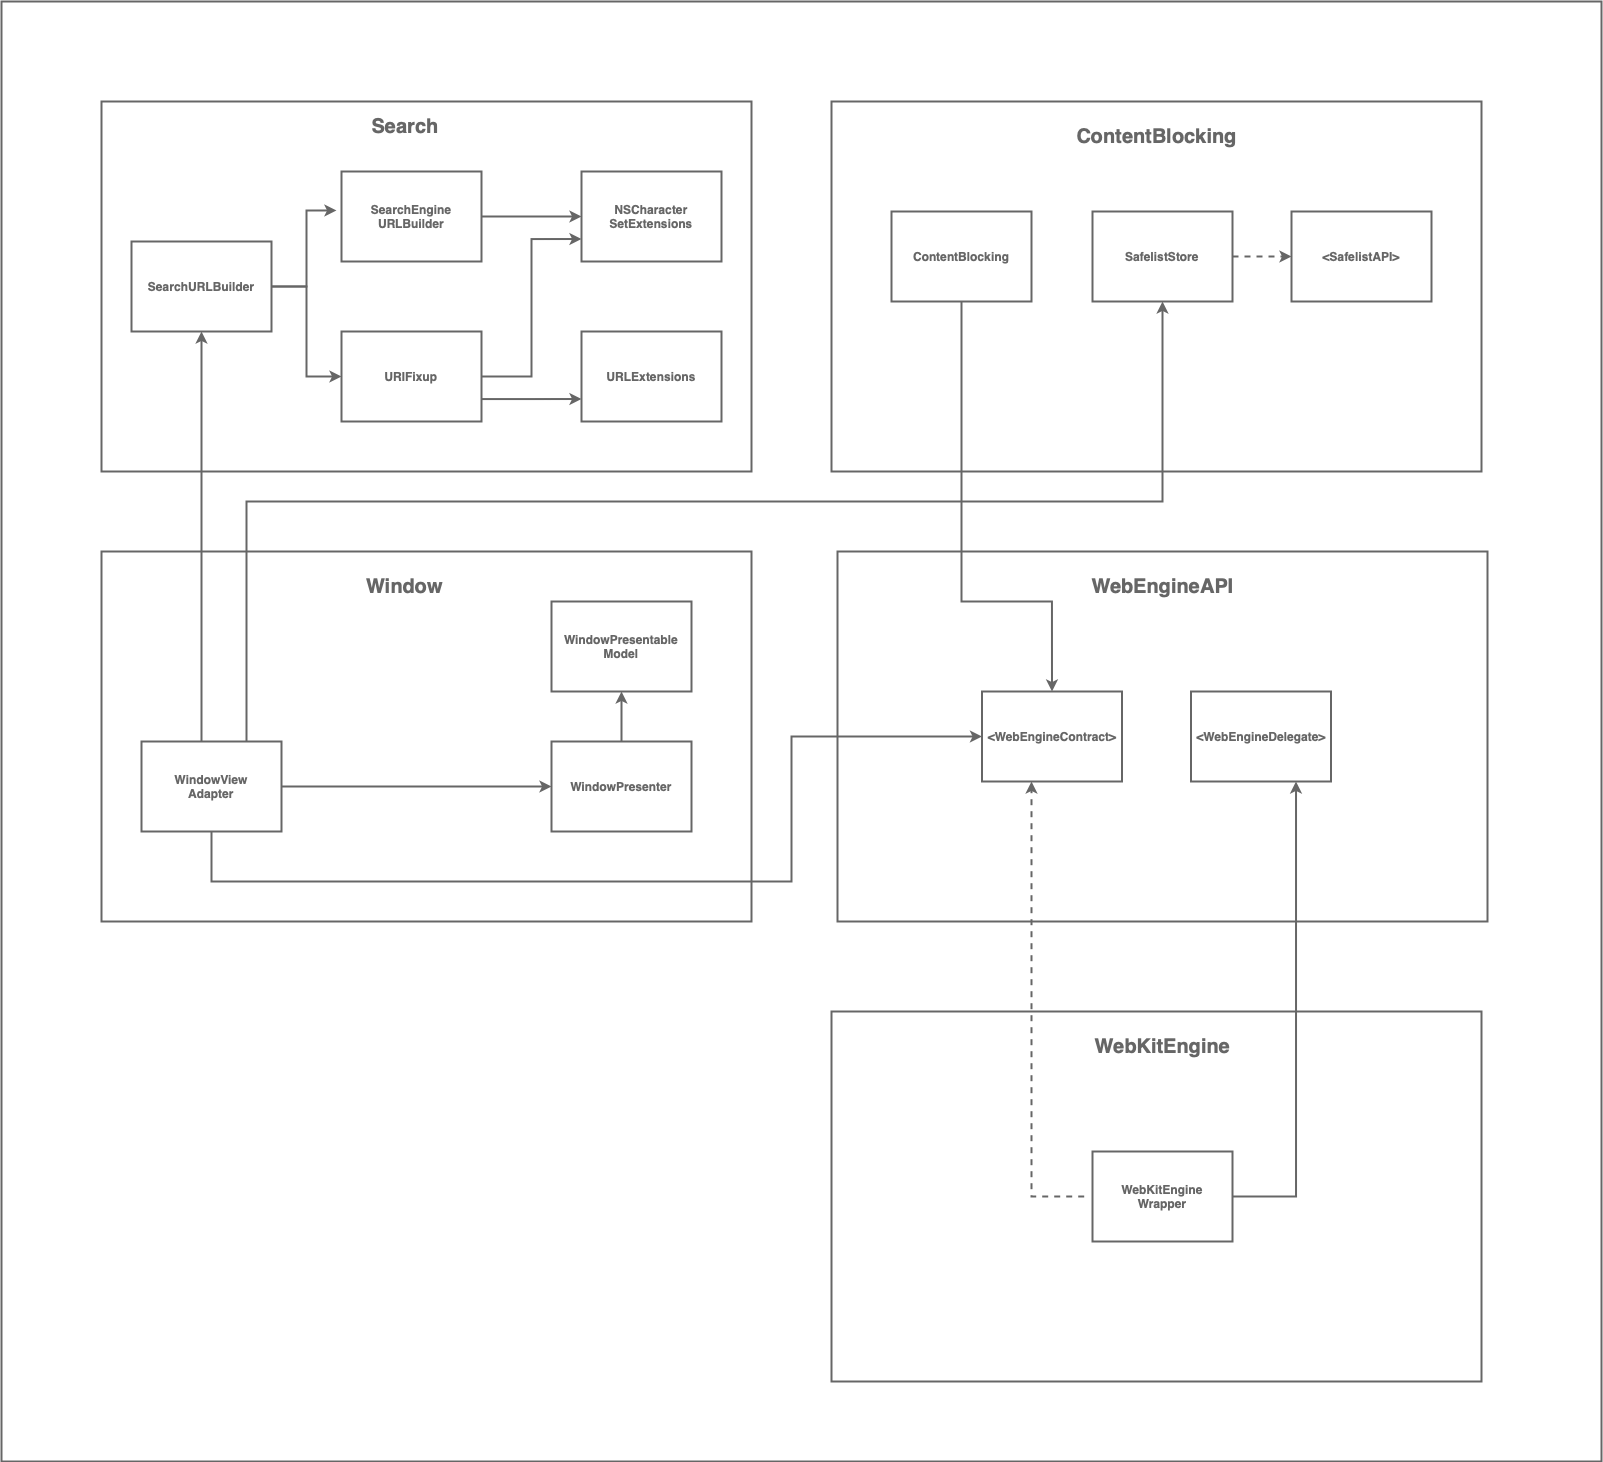 Search
SearchEngine
URLBuilder
NSCharacter
SetExtensions
SearchURLBuilder
URIFixup
URLExtensions
ContentBlocking
ContentBlocking
SafelistStore
<SafelistAPI>
Window
WindowPresentable
Model
WindowView
Adapter
WindowPresenter
WebEngineAPI
<WebEngineContract>
<WebEngineDelegate>
WebKitEngine
WebKitEngine
Wrapper